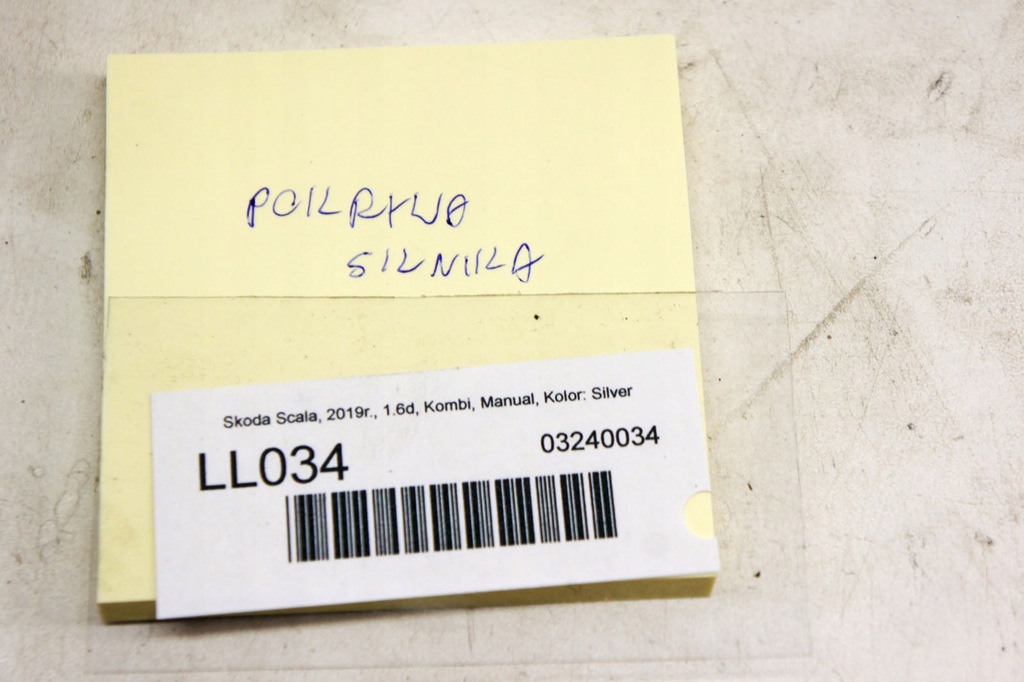 POKRYWA
SILNIKA
Skoda Scala, 2019r., 1.6d, Kombi, Manual, Kolor: Silver
LL034
03240034